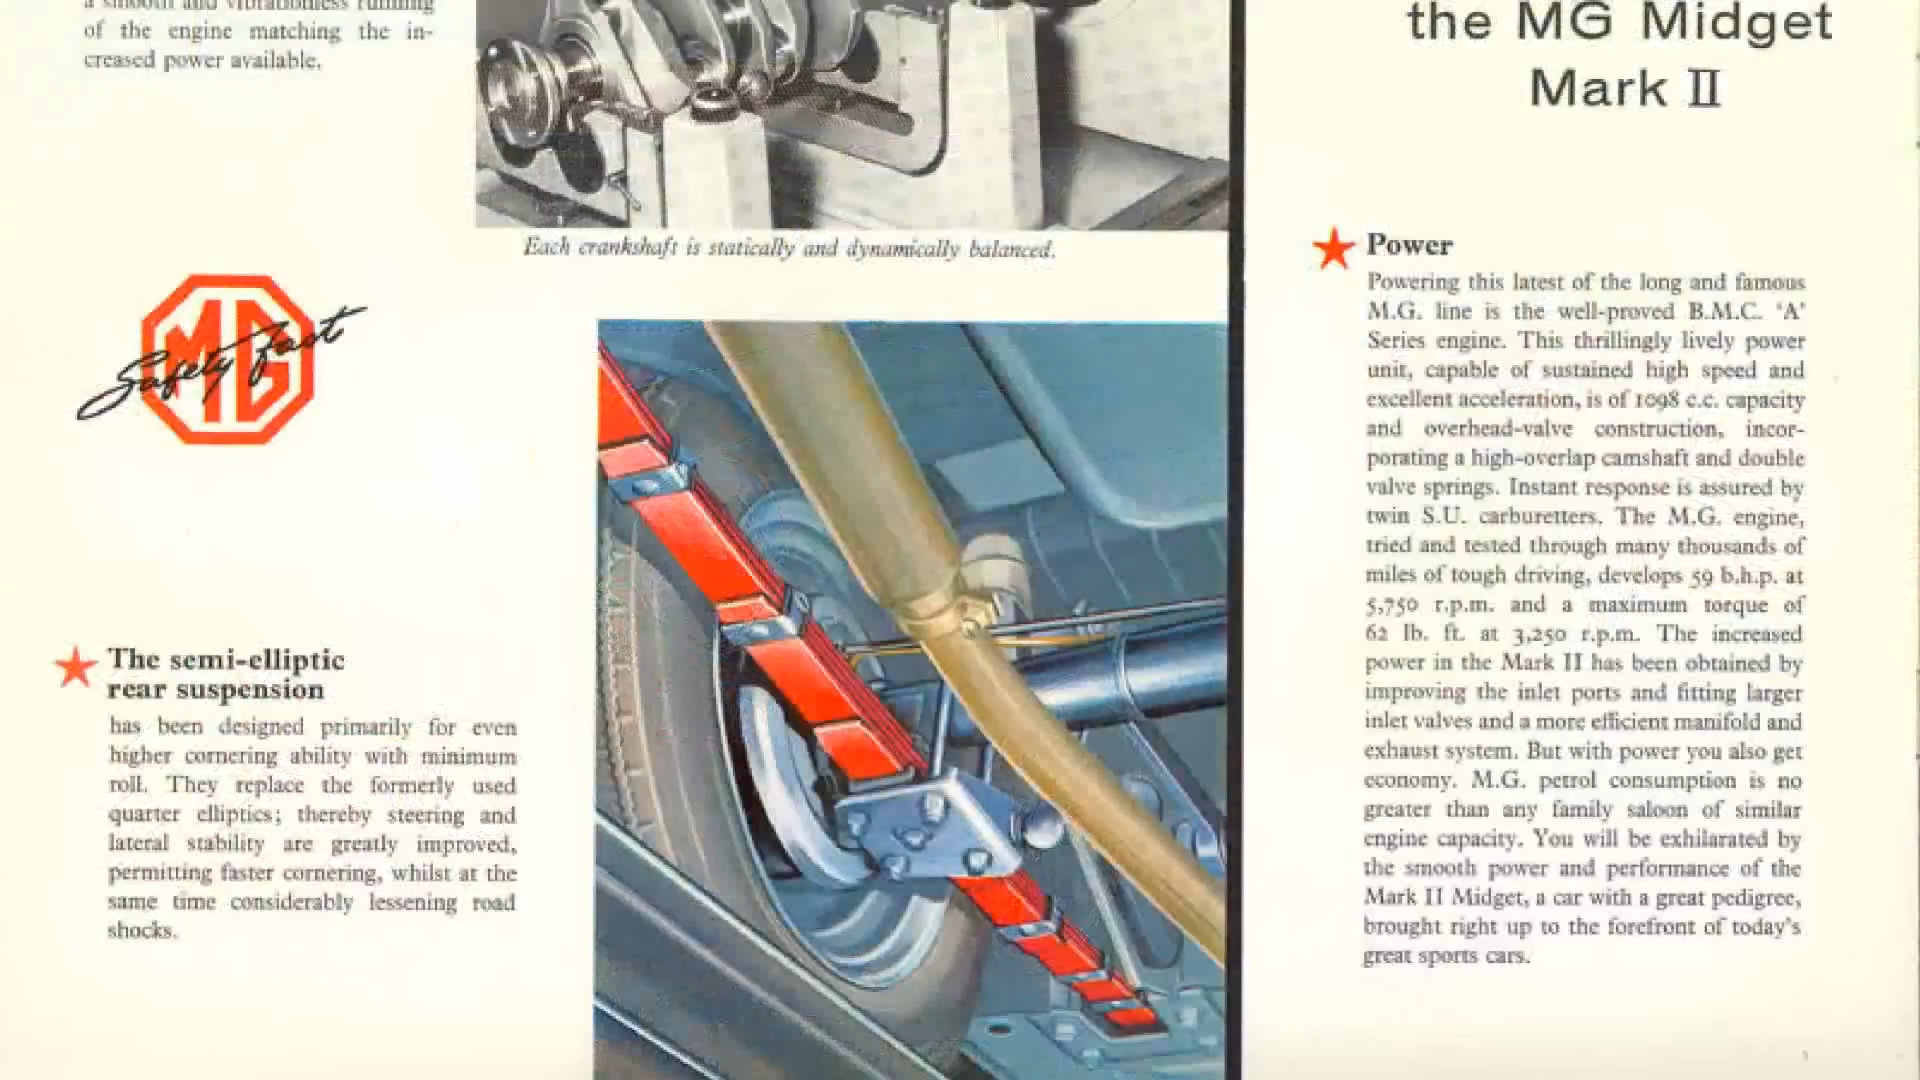 a smooth and vibrationless running
of the engine matching the in-
creased power available.
Each crankshaft is statically and dynamically balanced.
MG
Safety fast
The semi-elliptic
rear suspension
has been designed primarily for even
higher cornering ability with minimum
roll. They replace the formerly used
quarter elliptics; thereby steering and
lateral stability are greatly improved,
permitting faster cornering, whilst at the
same time considerably lessening road
shocks.
the MG Midget
Mark II
Power
Powering this latest of the long and famous
M.G. line is the well-proved B.M.C. 'A'
Series engine. This thrillingly lively power
unit, capable of sustained high speed and
excellent acceleration, is of 1098 c.c. capacity
and overhead-valve construction, incor-
porating a high-overlap camshaft and double
valve springs. Instant response is assured by
twin S.U. carburetters. The M.G. engine,
tried and tested through many thousands of
miles of tough driving, develops 59 b.h.p. at
5,750 r.p.m. and a maximum torque of
62 lb. ft. at 3,250 r.p.m. The increased
power in the Mark II has been obtained by
improving the inlet ports and fitting larger
inlet valves and a more efficient manifold and
exhaust system. But with power you also get
economy. M.G. petrol consumption is no
greater than any family saloon of similar
engine capacity. You will be exhilarated by
the smooth power and performance of the
Mark II Midget, a car with a great pedigree,
brought right up to the forefront of today's
great sports cars.